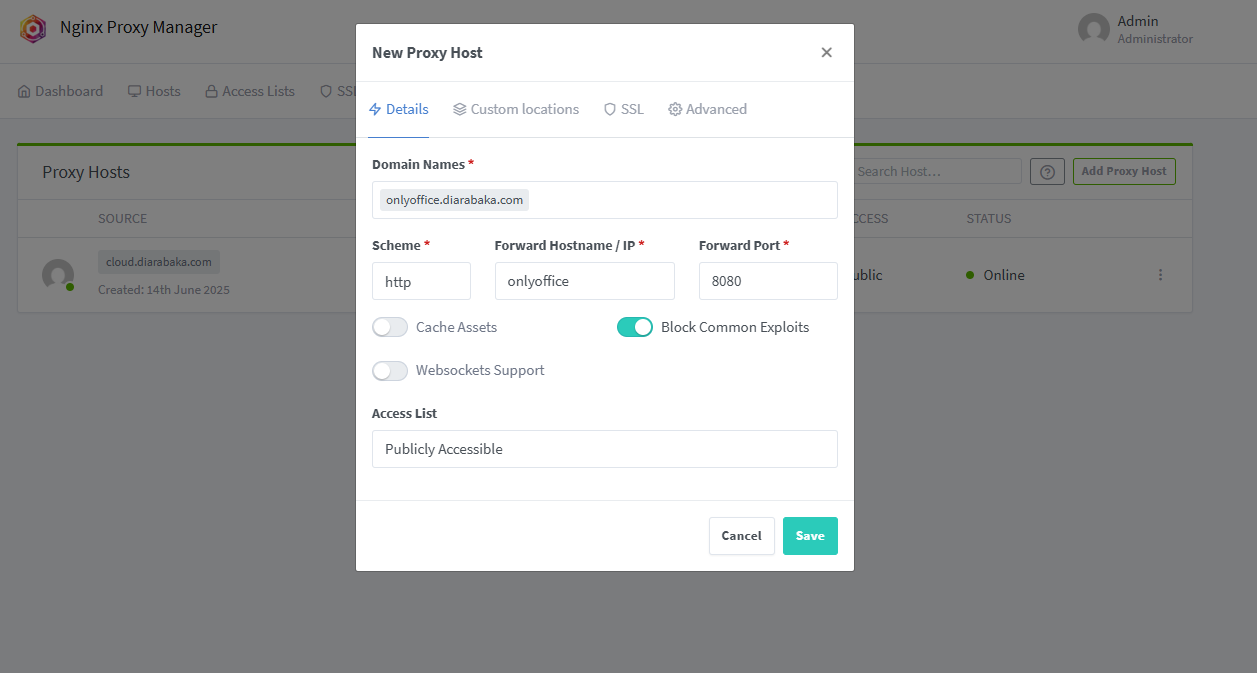 Nginx Proxy Manager
Admin
Administrator
Dashboard Hosts Access Lists SSL
New Proxy Host
Details Custom locations SSL Advanced
Proxy Hosts
Search Host...
Add Proxy Host
SOURCE
STATUS
cloud.diarabaka.com
Created: 14th June 2025
Online
Domain Names *
onlyoffice.diarabaka.com
Scheme * Forward Hostname / IP * Forward Port *
http onlyoffice 8080
Cache Assets Block Common Exploits
Websockets Support
Access List
Publicly Accessible
Cancel Save